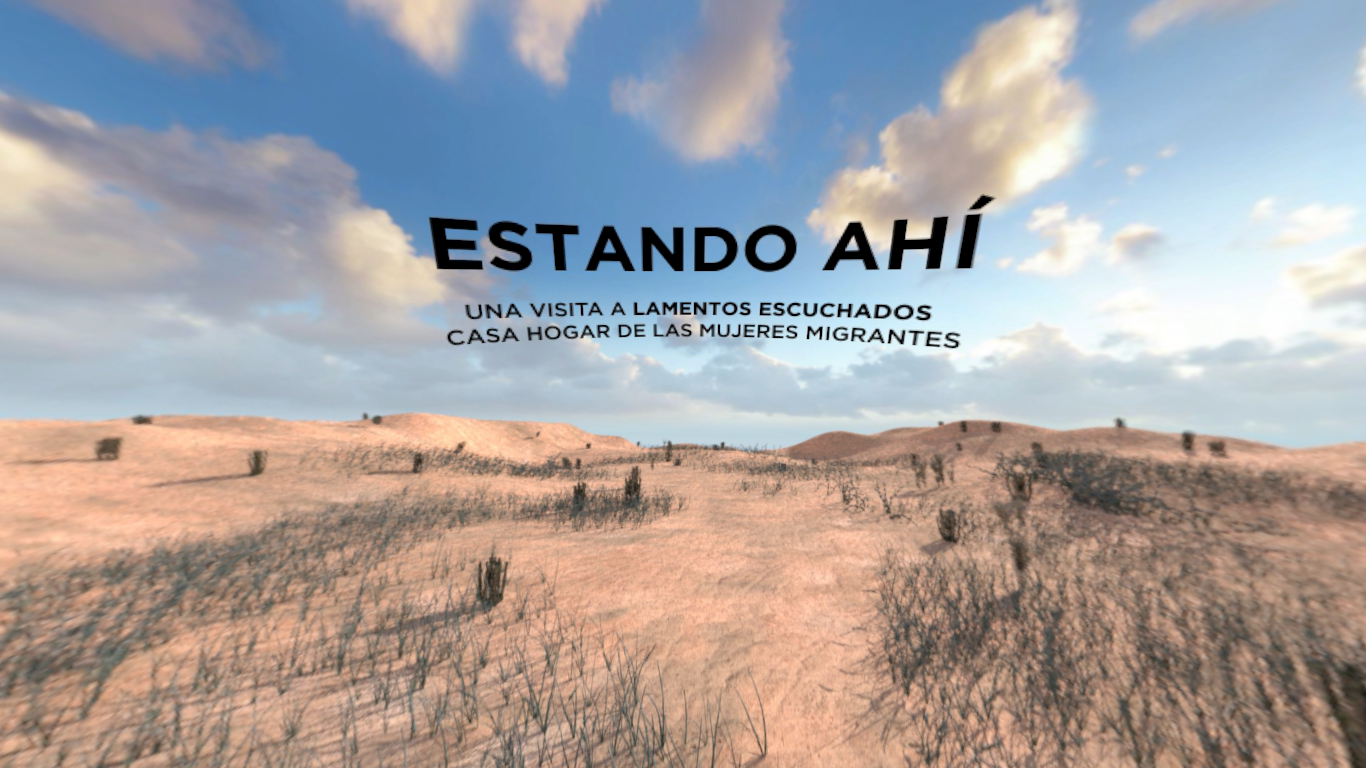 ESTANDO AHÍ
UNA VISITA A LAMENTOS ESCUCHADOS
CASA HOGAR DE LAS MUJERES MIGRANTES